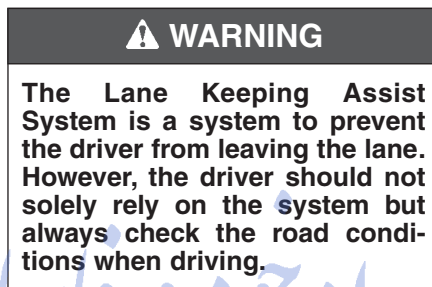 WARNING
The Lane Keeping Assist
System is a system to prevent
the driver from leaving the lane.
However, the driver should not
solely rely on the system but
always check the road condi-
tions when driving.